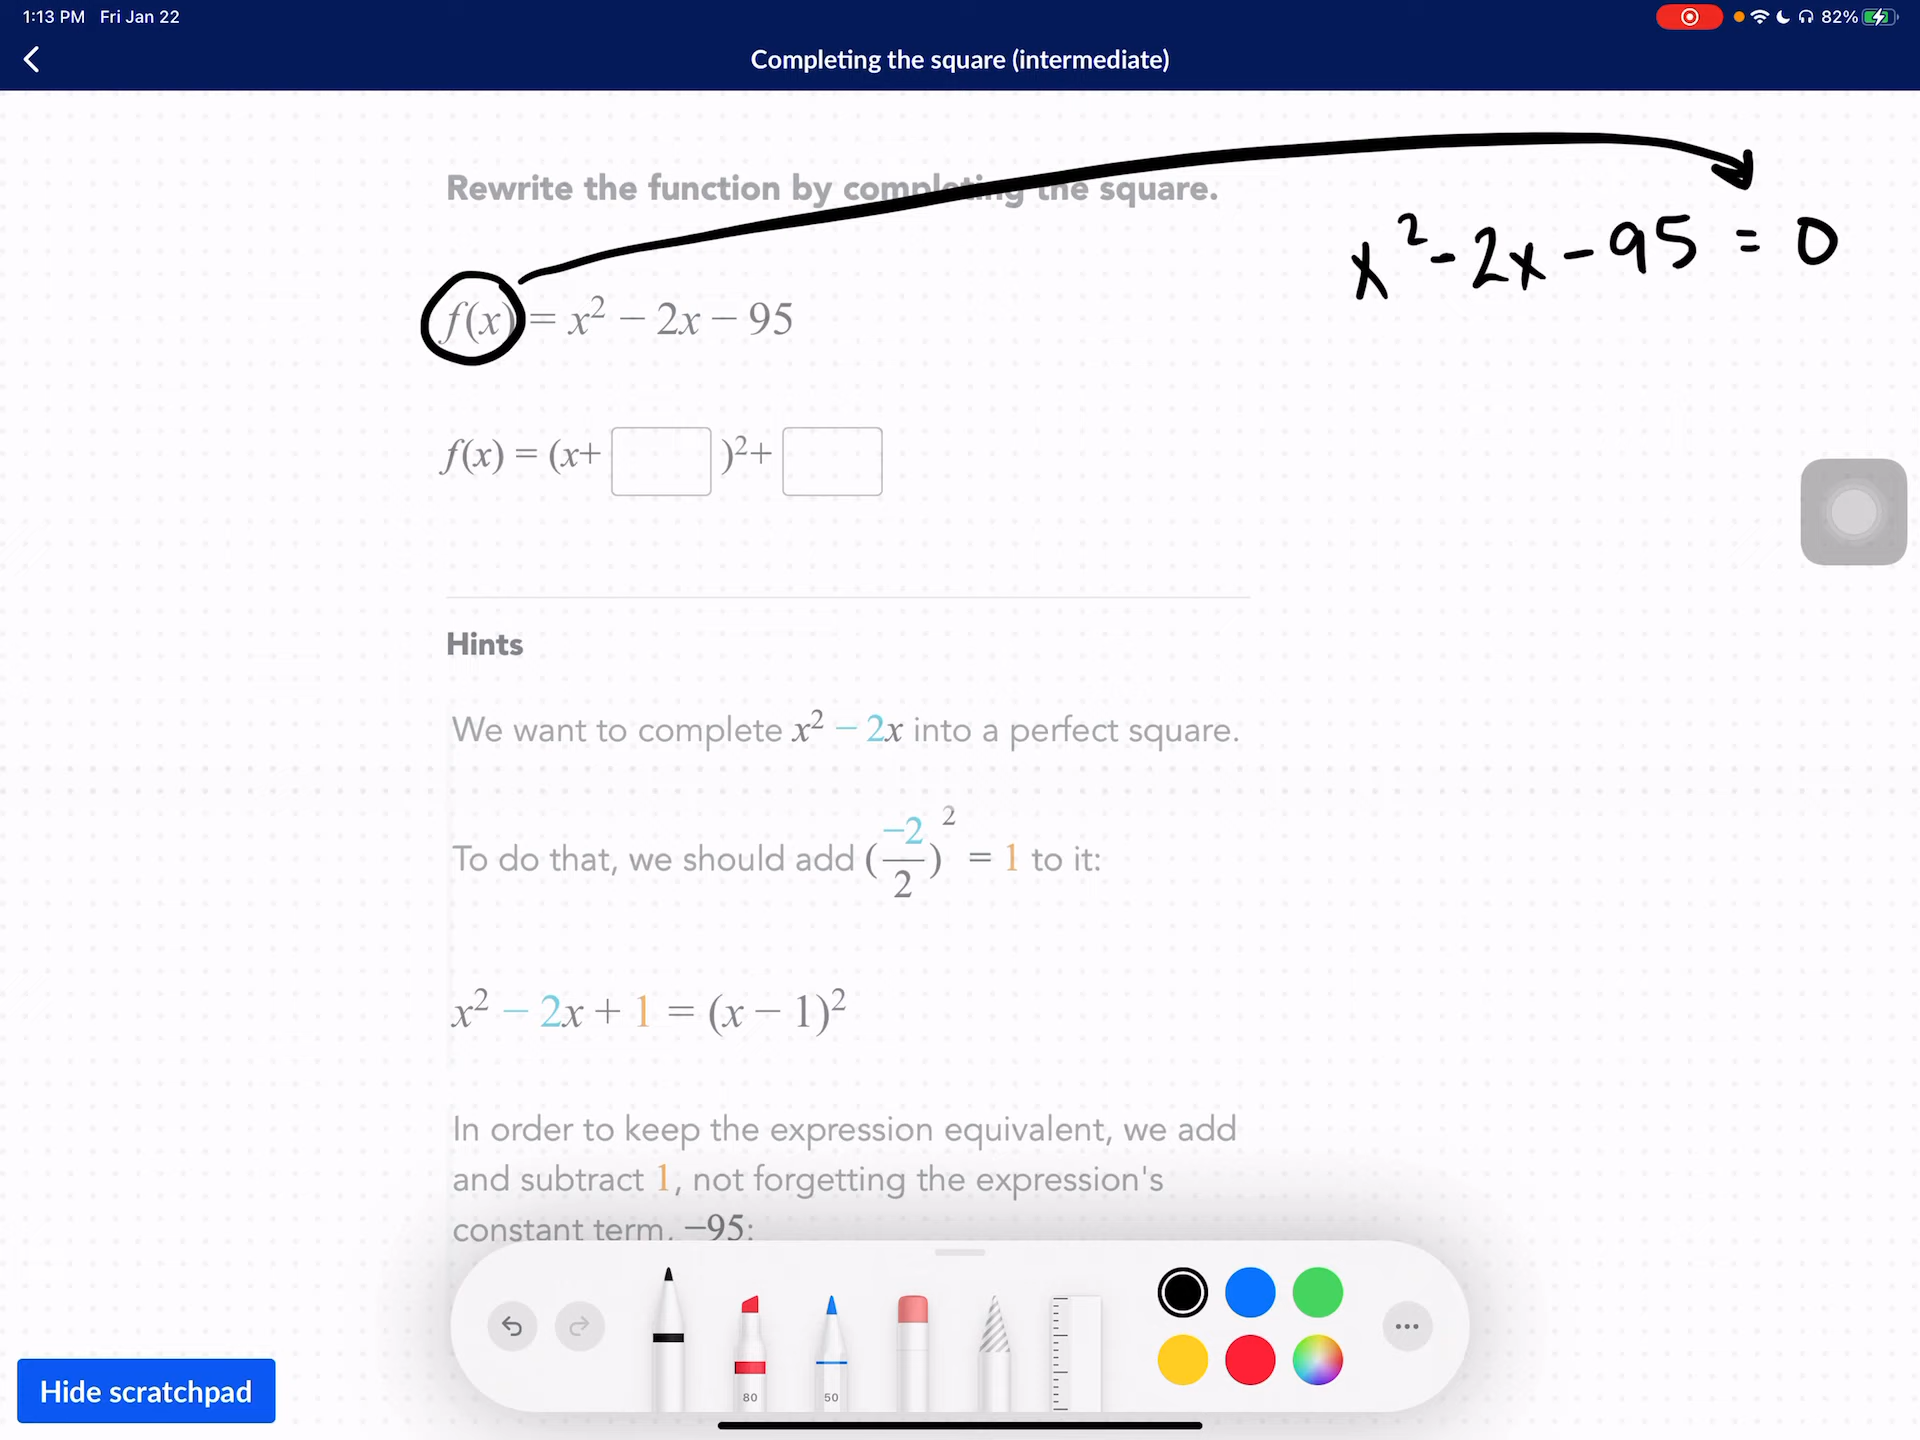 1:13 PM Fri Jan 22
82%
Completing the square (intermediate)
Rewrite the function by completing the square.
x² - 2x - 95 = 0
f(x) = x² − 2x − 95
f(x) = (x+ )²+
Hints
We want to complete x² − 2x into a perfect square.
To do that, we should add (−2/2)² = 1 to it:
x² − 2x + 1 = (x − 1)²
In order to keep the expression equivalent, we add
and subtract 1, not forgetting the expression's
constant term, −95:
80
50
Hide scratchpad